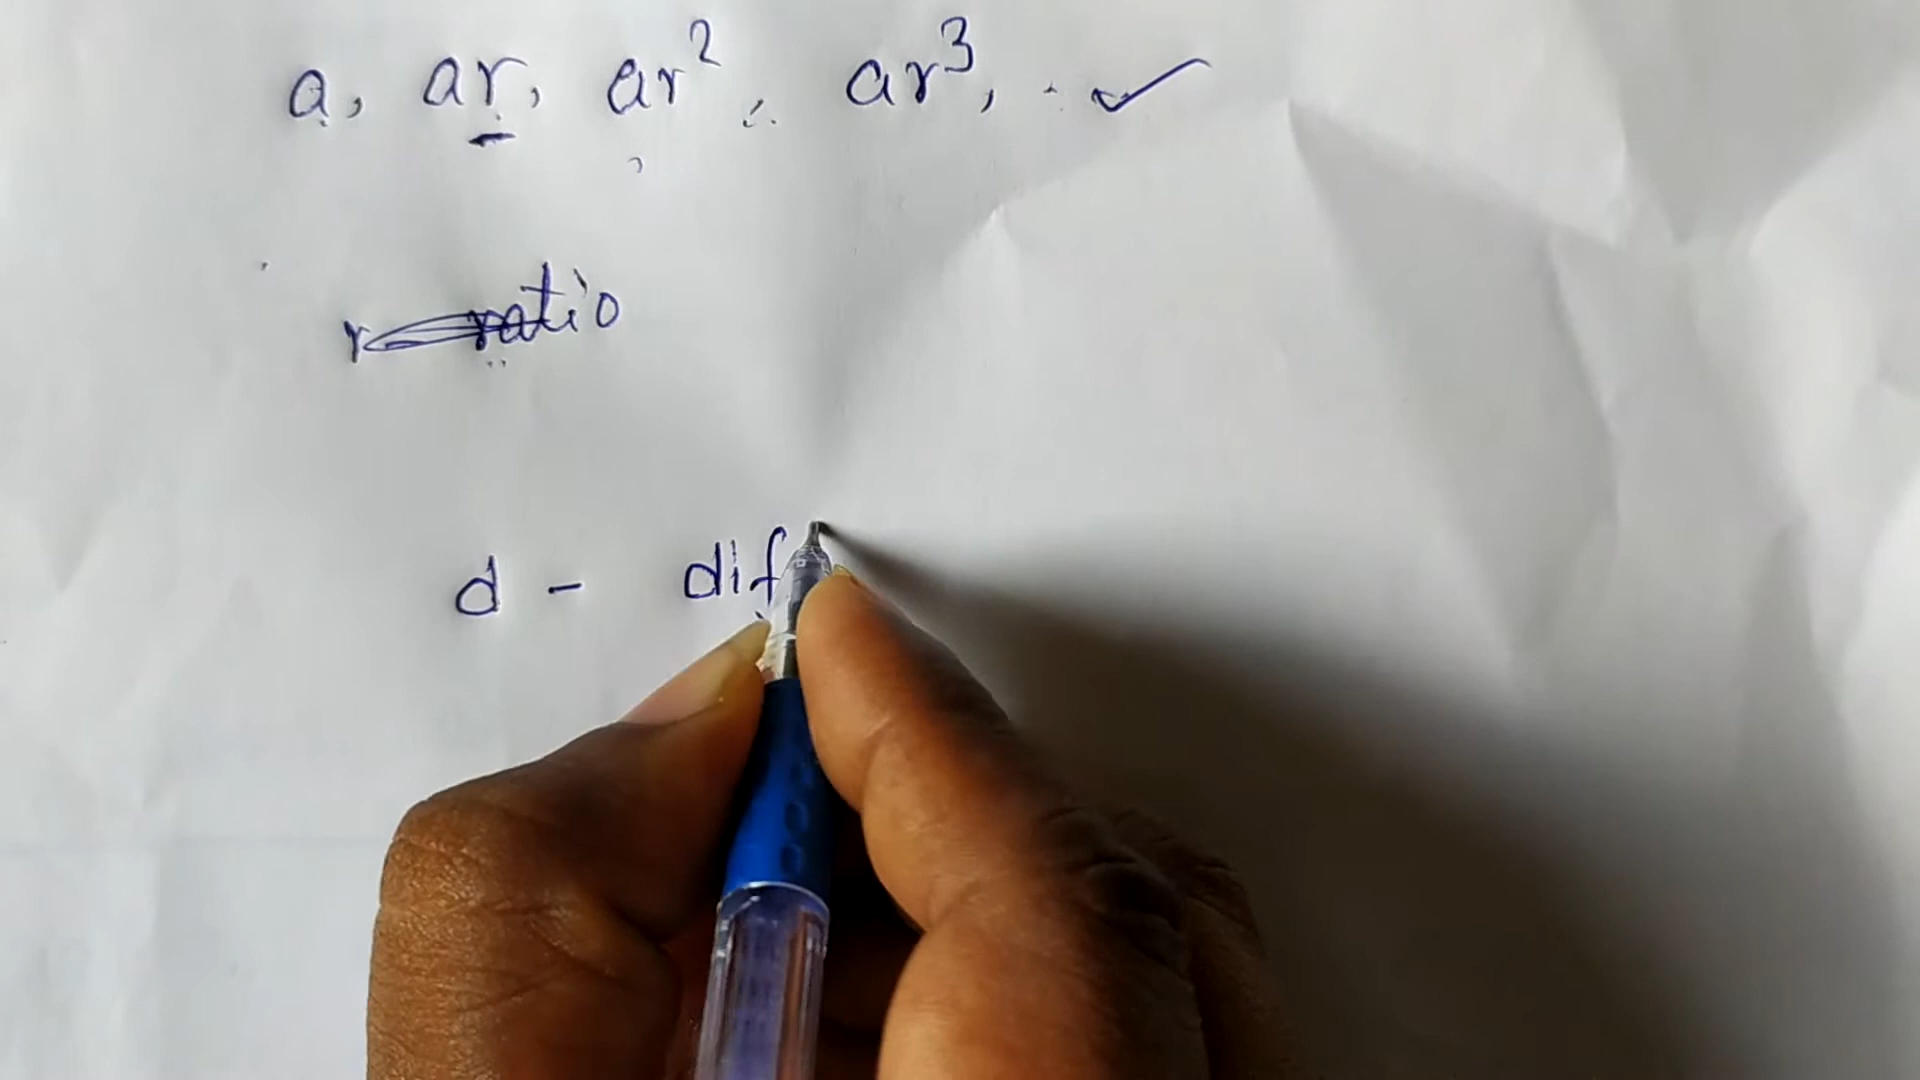 a, ar, ar², ar³, .
r ratio
d - dif